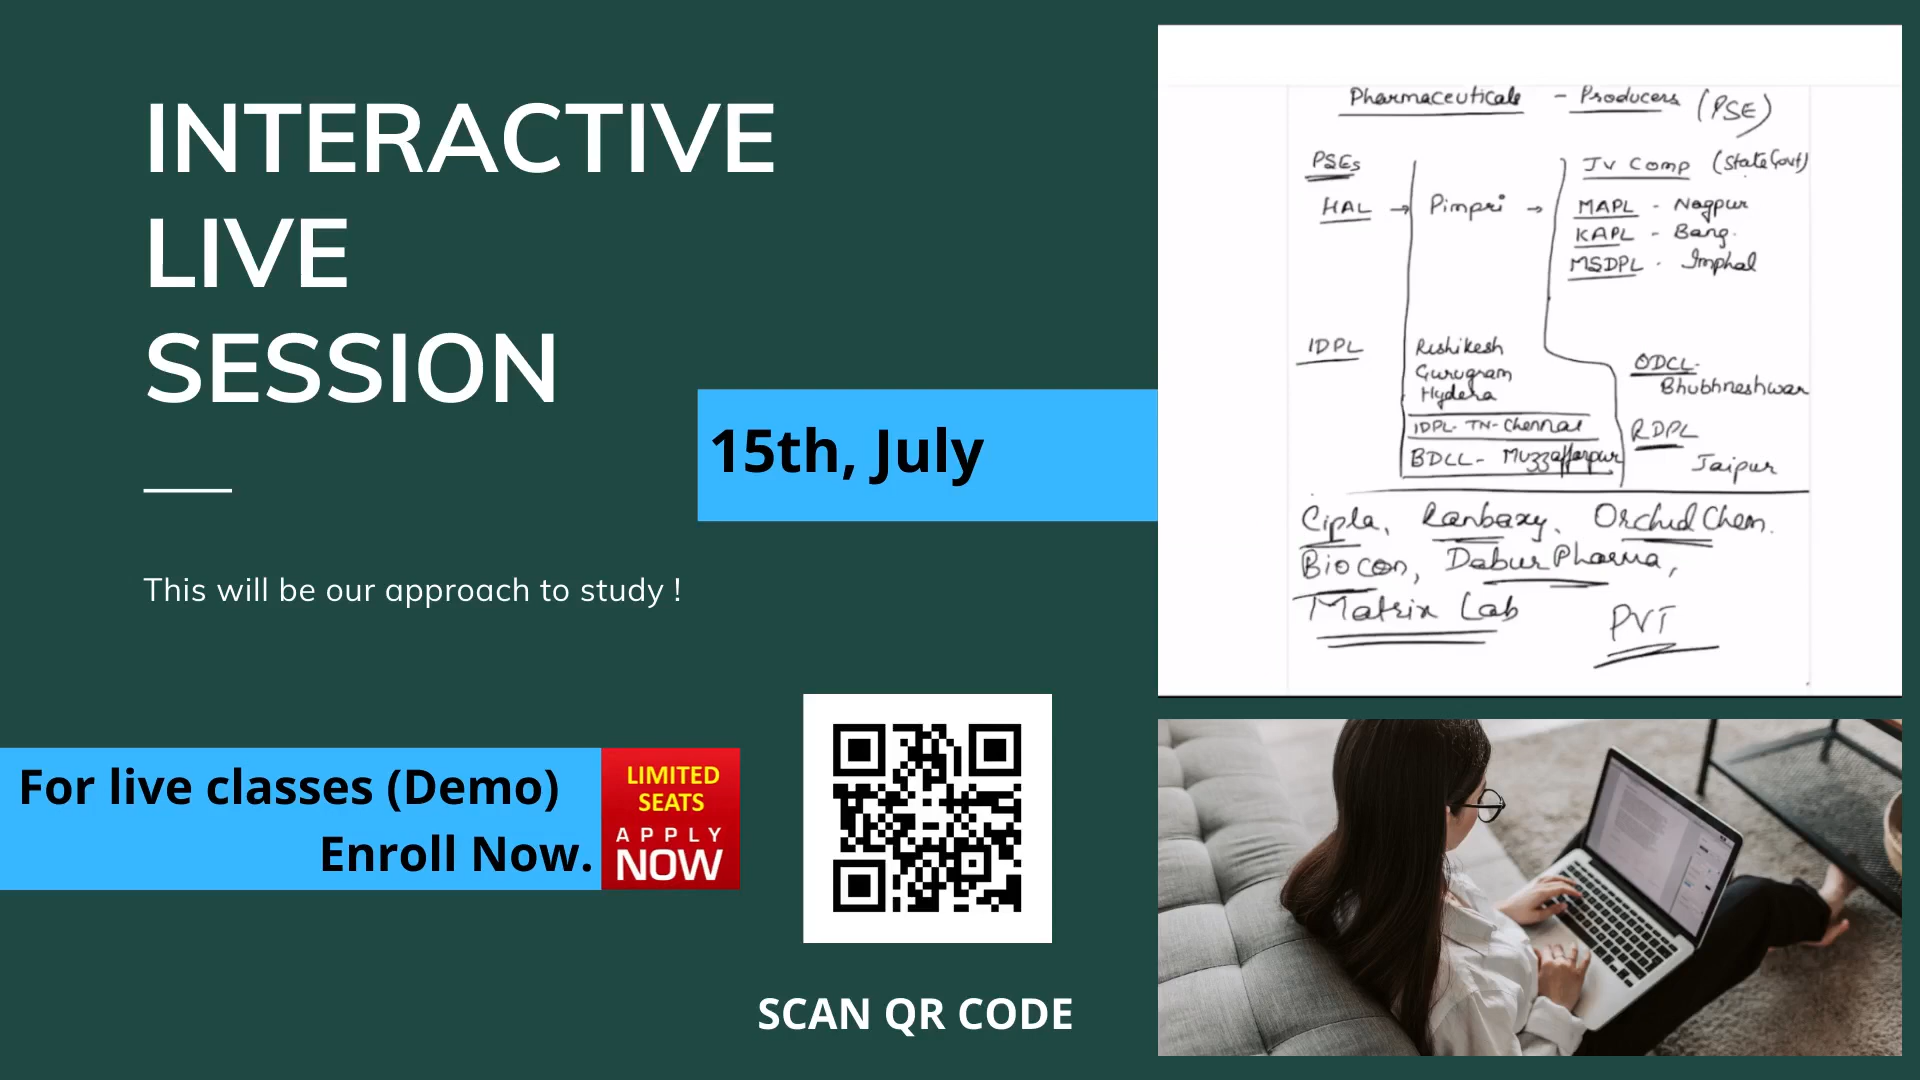 INTERACTIVE
LIVE
SESSION
15th, July
This will be our approach to study !
For live classes (Demo)
Enroll Now.
LIMITED
SEATS
APPLY
NOW
SCAN QR CODE
Pharmaceuticals - Producers (PSE)
PSEs
JV Comp (State Govt)
HAL → Pimpri →
MAPL - Nagpur
KAPL - Bang.
MSDPL - Imphal
IDPL
Rishikesh
Gurugram
Hydera
IDPL- TN- Chennai
BDCL- Muzzaffarpur
ODCL-
Bhubhneshwar
RDPL
Jaipur
Cipla, Ranbaxy, Orchid Chem.
Biocon, Dabur Pharma,
Matrix Lab
PVT